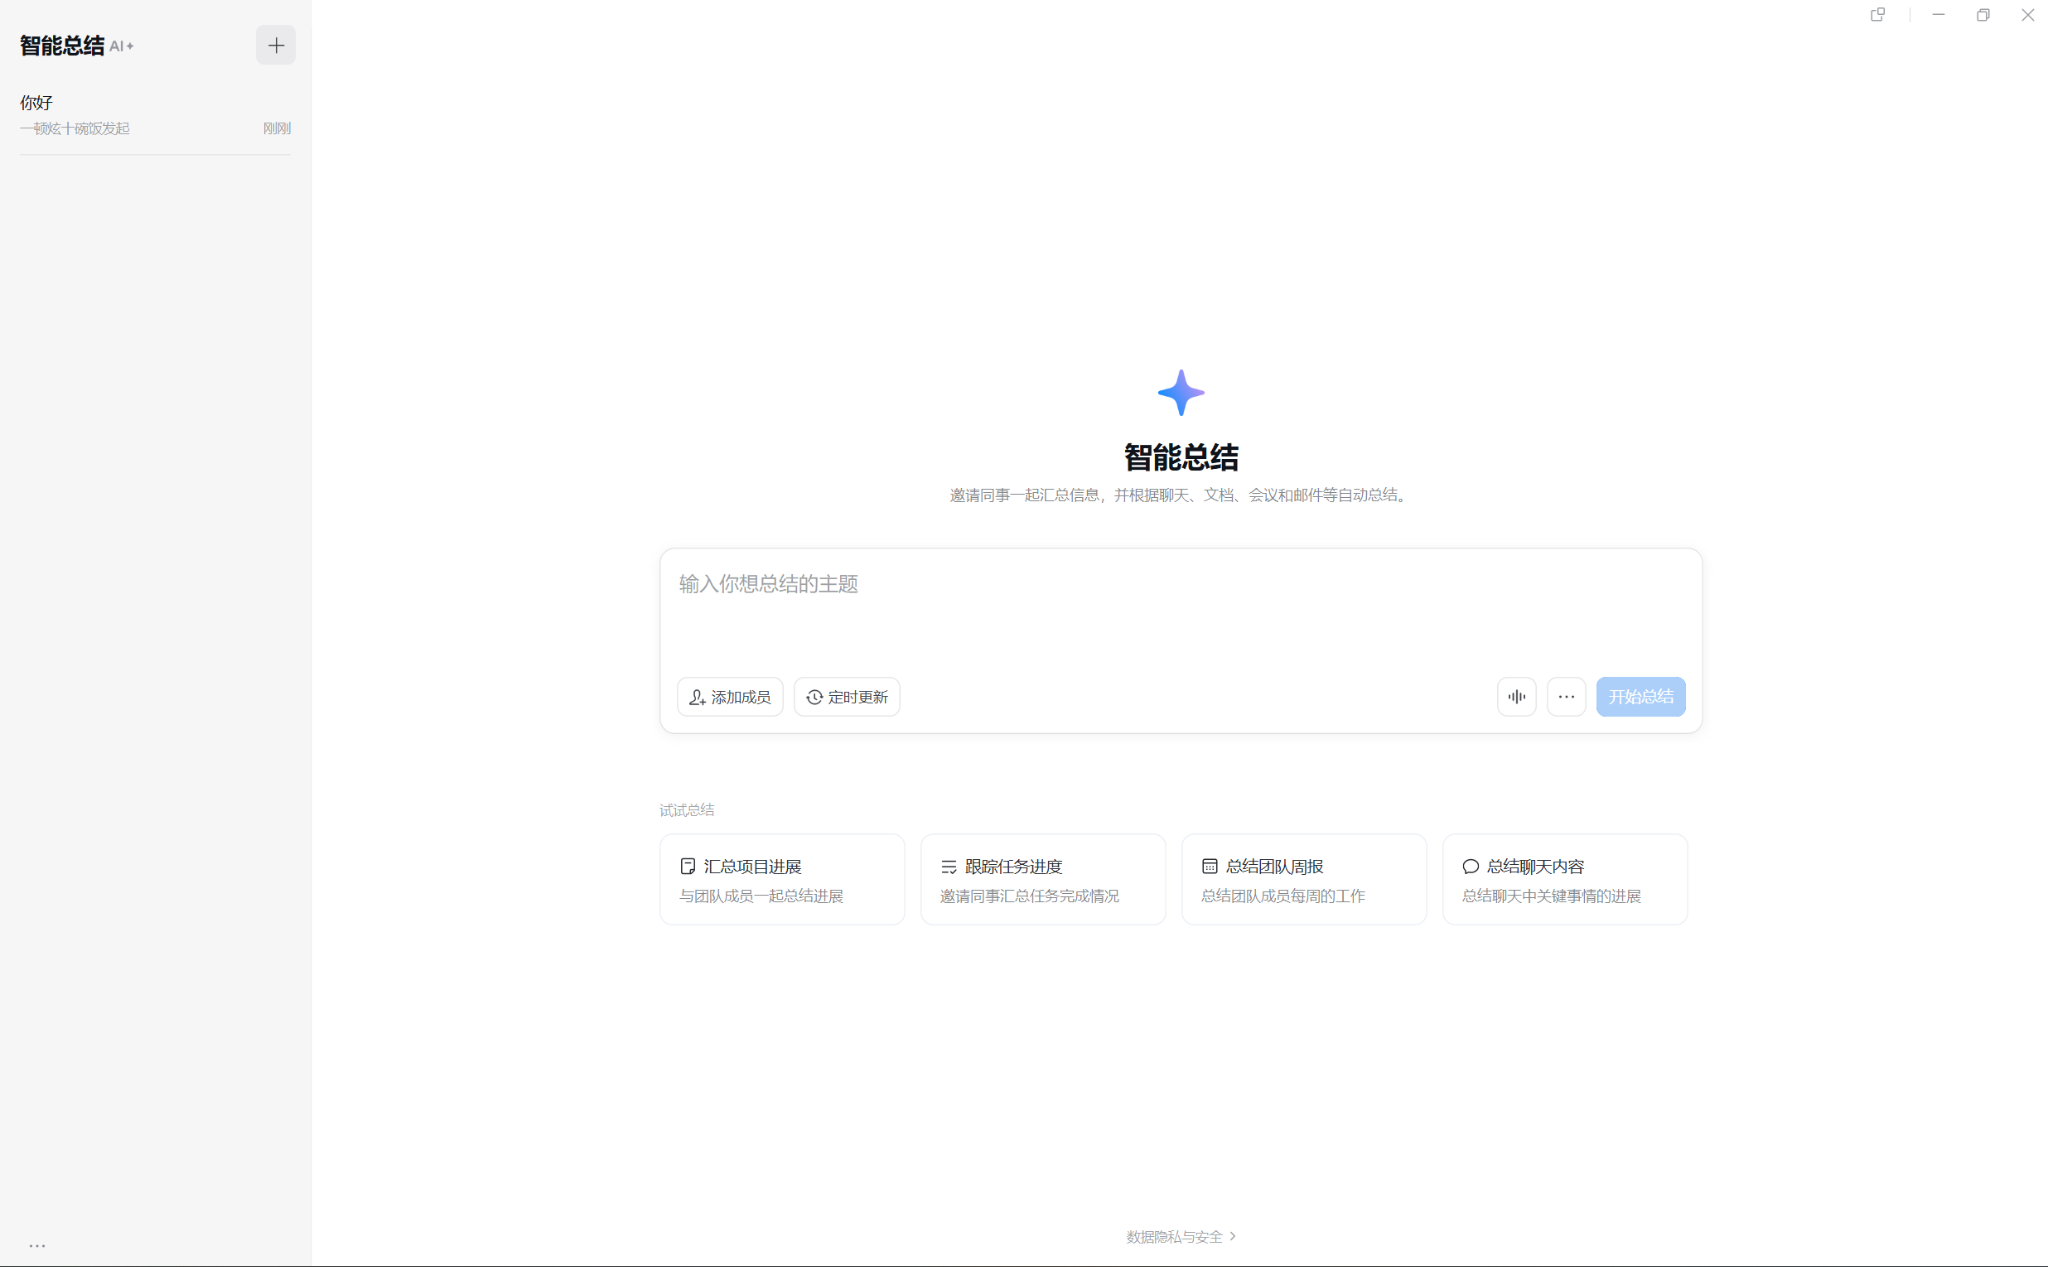 智能总结 AI
你好
一顿炫十碗饭发起 刚刚
智能总结
邀请同事一起汇总信息，并根据聊天、文档、会议和邮件等自动总结。
输入你想总结的主题
添加成员 定时更新 开始总结
试试总结
汇总项目进展
与团队成员一起总结进展
跟踪任务进度
邀请同事汇总任务完成情况
总结团队周报
总结团队成员每周的工作
总结聊天内容
总结聊天中关键事情的进展
数据隐私与安全